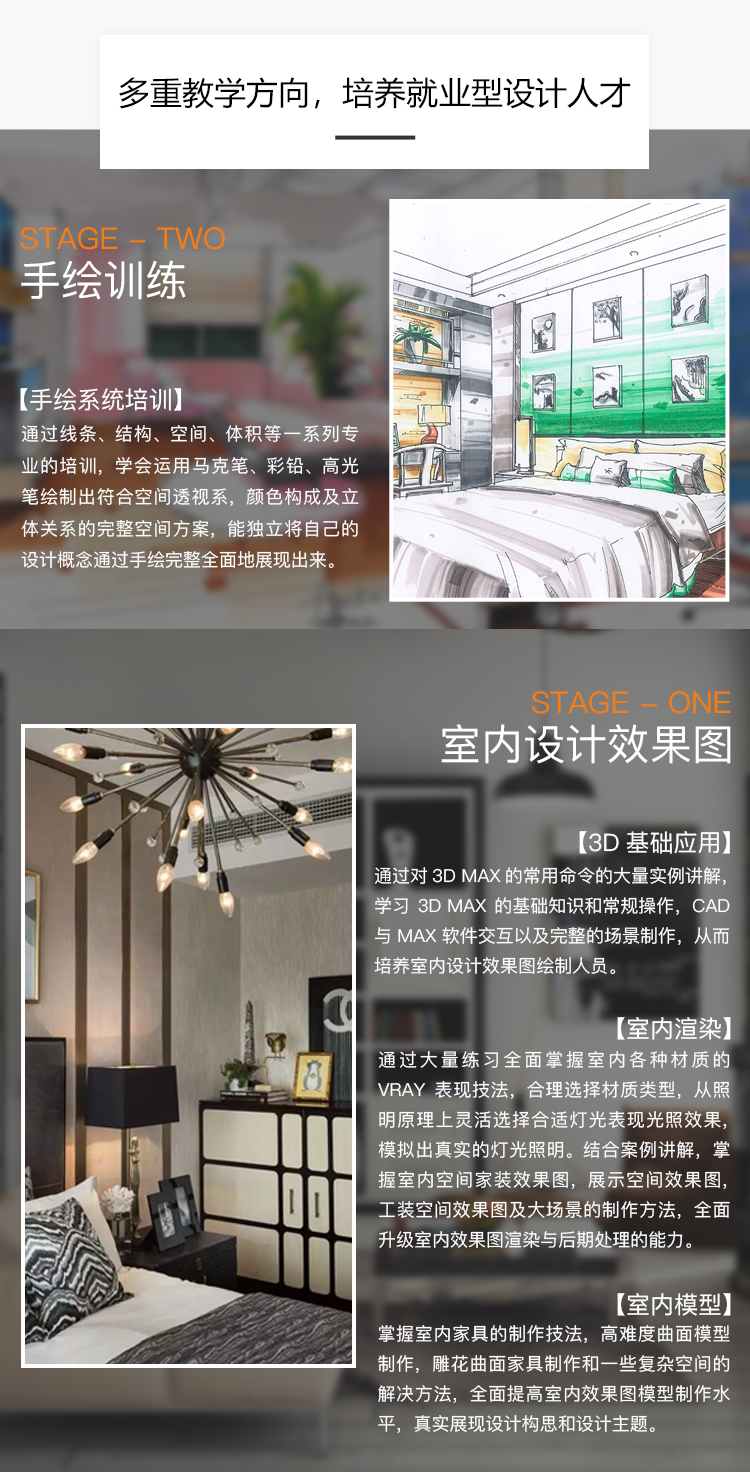 多重教学方向，培养就业型设计人才
STAGE – TWO
手绘训练
【手绘系统培训】
通过线条、结构、空间、体积等一系列专
业的培训，学会运用马克笔、彩铅、高光
笔绘制出符合空间透视系，颜色构成及立
体关系的完整空间方案，能独立将自己的
设计概念通过手绘完整全面地展现出来。
STAGE – ONE
室内设计效果图
【3D 基础应用】
通过对 3D MAX 的常用命令的大量实例讲解，
学习 3D MAX 的基础知识和常规操作，CAD
与 MAX 软件交互以及完整的场景制作，从而
培养室内设计效果图绘制人员。
【室内渲染】
通过大量练习全面掌握室内各种材质的
VRAY 表现技法，合理选择材质类型，从照
明原理上灵活选择合适灯光表现光照效果，
模拟出真实的灯光照明。结合案例讲解，掌
握室内空间家装效果图，展示空间效果图，
工装空间效果图及大场景的制作方法，全面
升级室内效果图渲染与后期处理的能力。
【室内模型】
掌握室内家具的制作技法，高难度曲面模型
制作，雕花曲面家具制作和一些复杂空间的
解决方法，全面提高室内效果图模型制作水
平，真实展现设计构思和设计主题。